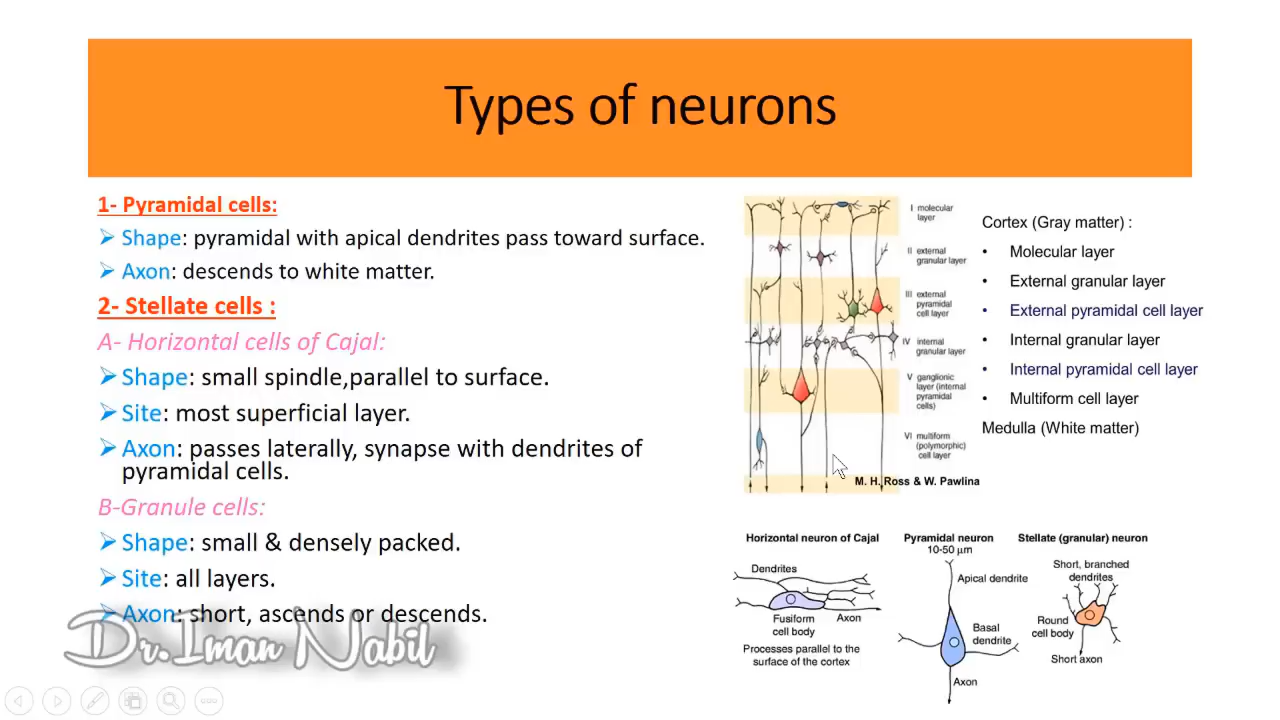 Types of neurons
1- Pyramidal cells:
Shape: pyramidal with apical dendrites pass toward surface.
Axon: descends to white matter.
2- Stellate cells :
A- Horizontal cells of Cajal:
Shape: small spindle,parallel to surface.
Site: most superficial layer.
Axon: passes laterally, synapse with dendrites of
pyramidal cells.
B-Granule cells:
Shape: small & densely packed.
Site: all layers.
Axon: short, ascends or descends.
Dr.Iman Nabil
I molecular
layer
II external
granular layer
III external
pyramidal
cell layer
IV internal
granular layer
V ganglionic
layer (internal
pyramidal
cells)
VI multiform
(polymorphic)
cell layer
M. H. Ross & W. Pawlina
Cortex (Gray matter) :
• Molecular layer
• External granular layer
• External pyramidal cell layer
• Internal granular layer
• Internal pyramidal cell layer
• Multiform cell layer
Medulla (White matter)
Horizontal neuron of Cajal
Dendrites
Fusiform
cell body
Axon
Processes parallel to the
surface of the cortex
Pyramidal neuron
10-50 µm
Apical dendrite
Basal
dendrite
Axon
Stellate (granular) neuron
Short, branched
dendrites
Round
cell body
Short axon